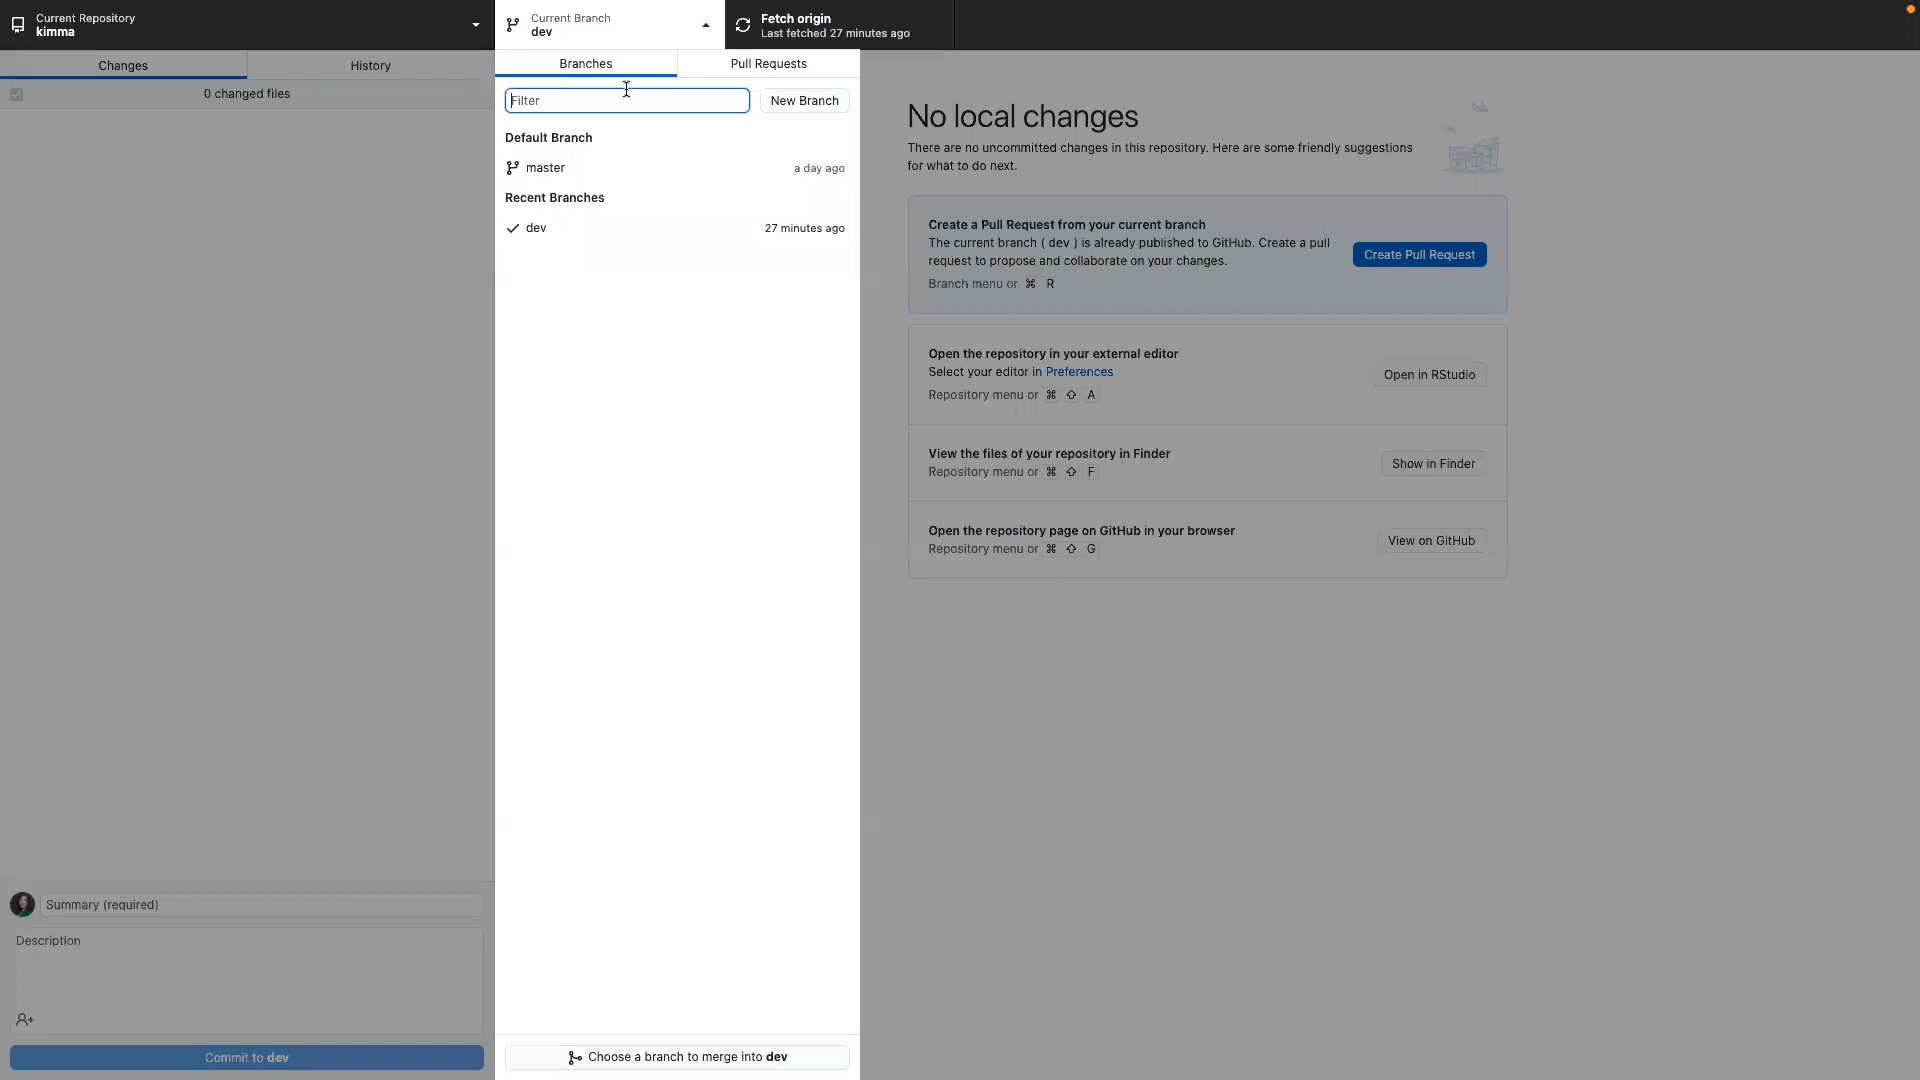 Current Repository
kimma
Current Branch
dev
Fetch origin
Last fetched 27 minutes ago
Changes
History
0 changed files
Branches
Pull Requests
Filter
New Branch
Default Branch
master
a day ago
Recent Branches
dev
27 minutes ago
No local changes
There are no uncommitted changes in this repository. Here are some friendly suggestions
for what to do next.
Create a Pull Request from your current branch
The current branch ( dev ) is already published to GitHub. Create a pull
request to propose and collaborate on your changes.
Branch menu or ⌘ R
Create Pull Request
Open the repository in your external editor
Select your editor in Preferences
Repository menu or ⌘ ⇧ A
Open in RStudio
View the files of your repository in Finder
Repository menu or ⌘ ⇧ F
Show in Finder
Open the repository page on GitHub in your browser
Repository menu or ⌘ ⇧ G
View on GitHub
Summary (required)
Description
Commit to dev
Choose a branch to merge into dev